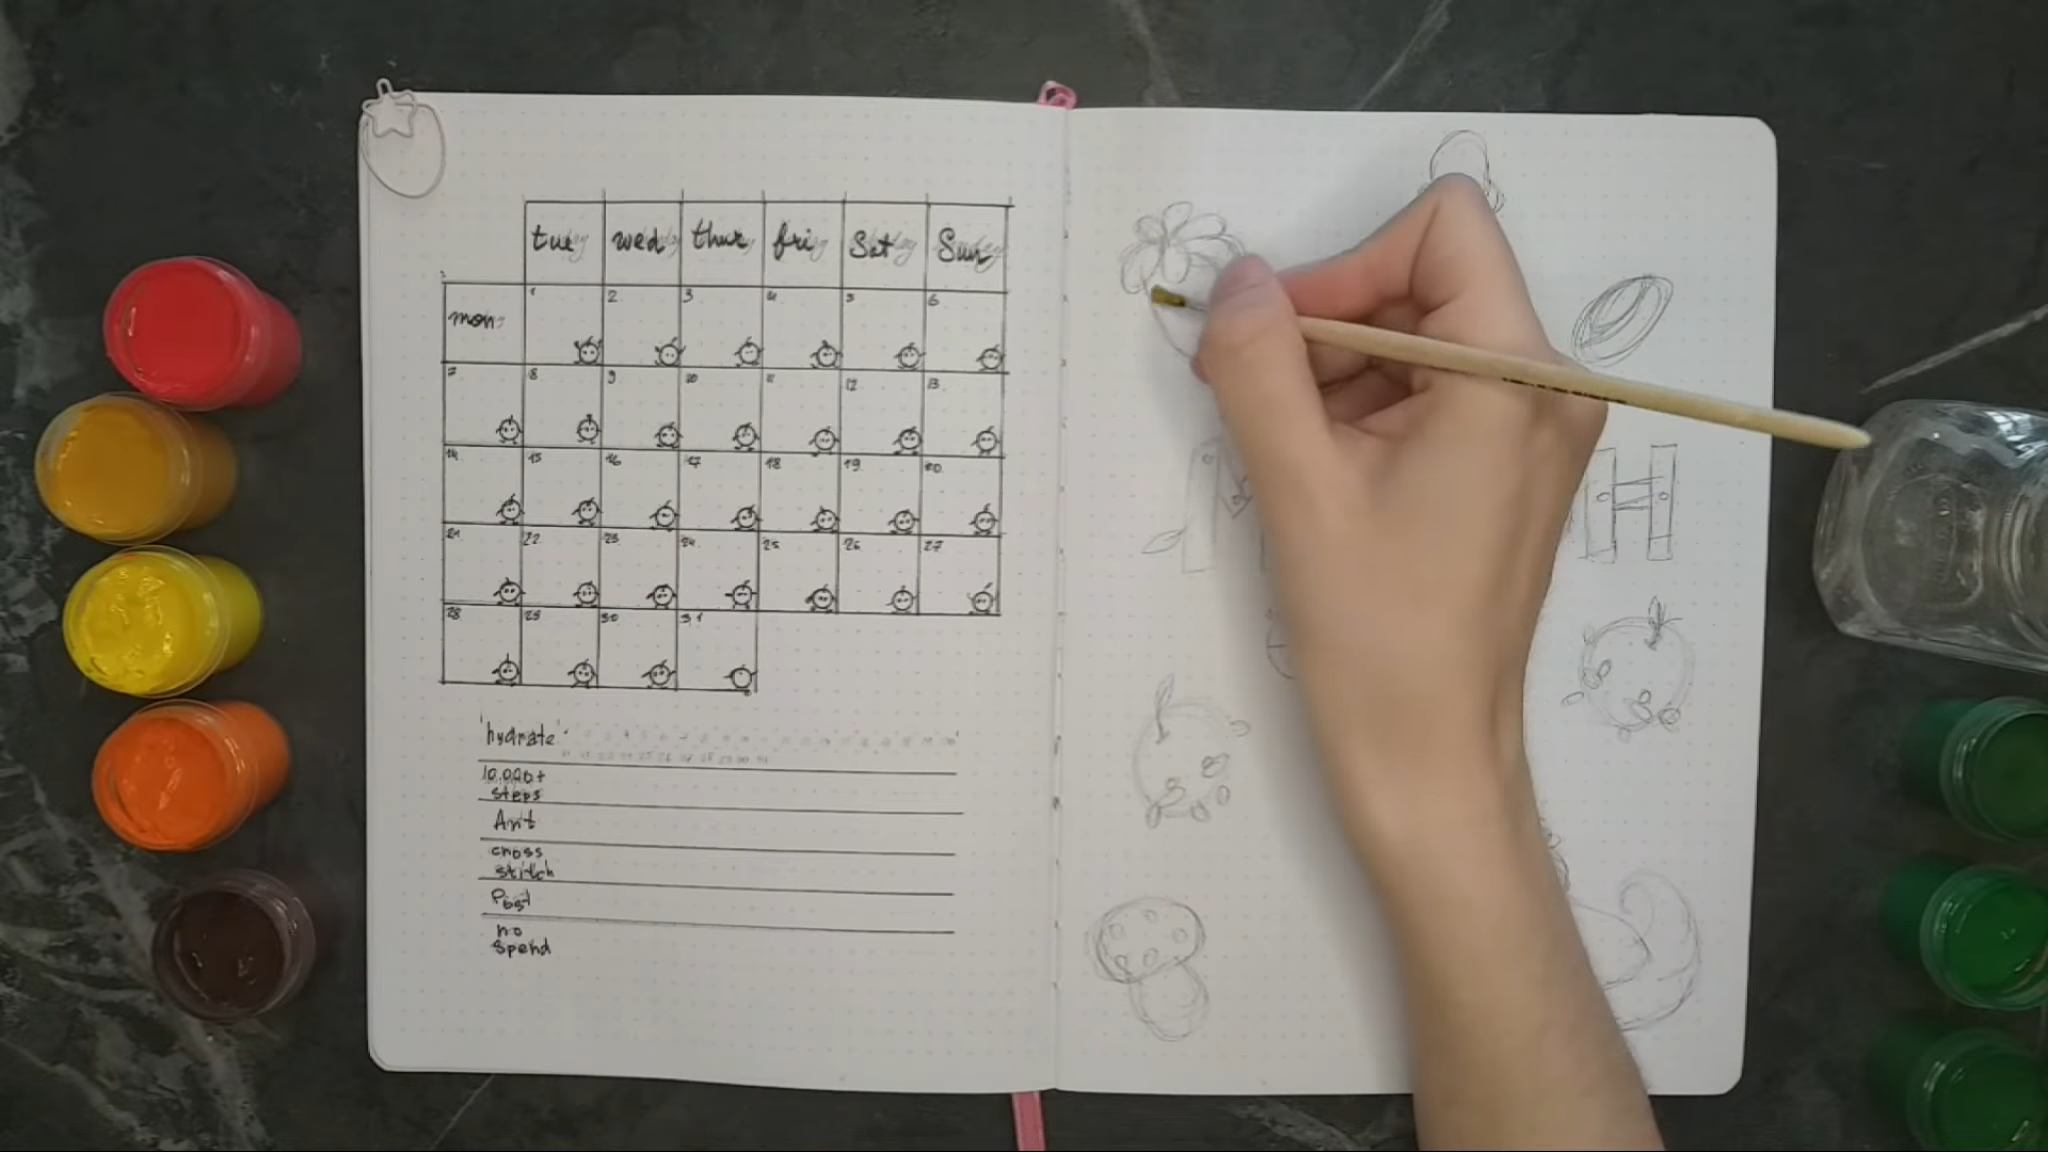 tue wed thur fri Sat Sun
mon 1 2 3 4 5 6
7 8 9 10 11 12 13
14 15 16 17 18 19 20
21 22 23 24 25 26 27
28 29 30 31
'hydrate'
10.000+
steps
Art
cross
stitch
Post
no
spend
H